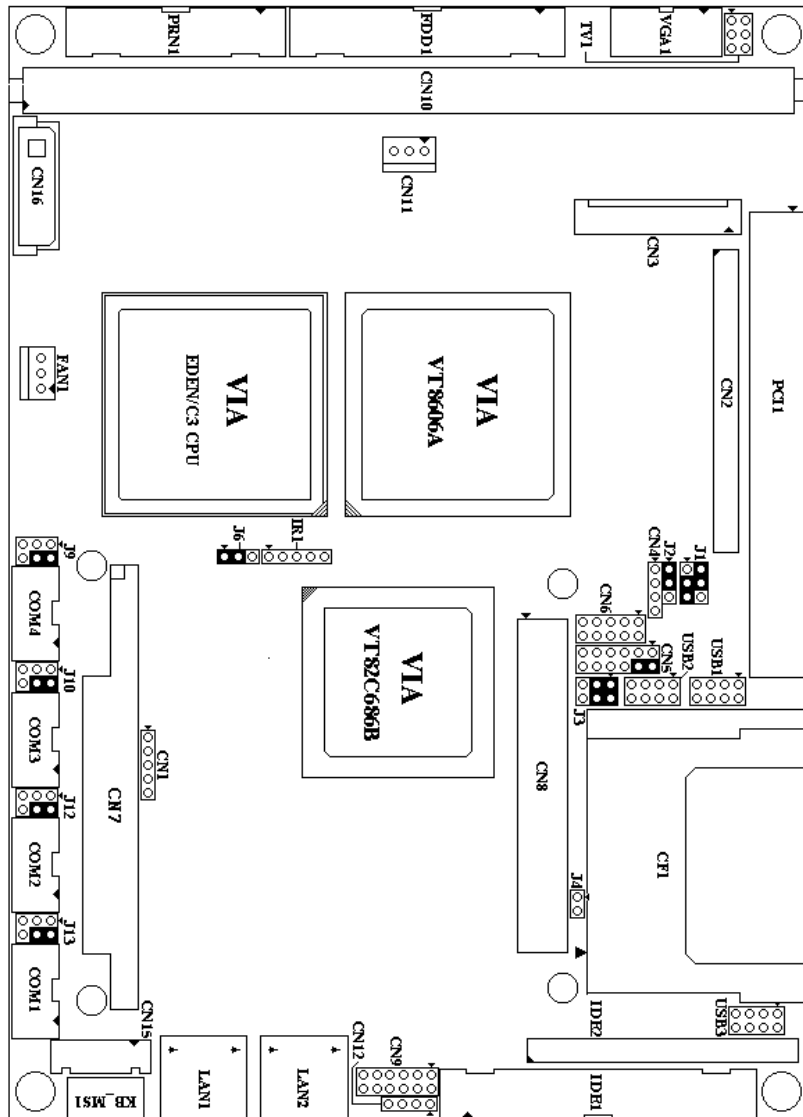 PRN1
FDD1
TV1
VGA1
CN10
CN16
CN11
CN3
FAN1
VIA
EDEN/C3 CPU
VIA
VT8606A
CN2
PCI1
J6
IR1
J9
CN4
J2
J1
COM4
CN6
CN5
USB2
USB1
J10
VIA
VT82C686B
J3
COM3
CN1
CN7
CN8
J12
COM2
CF1
J4
J13
COM1
CN15
IDE2
USB3
CN12
CN9
KB_MS1
LAN1
LAN2
IDE1